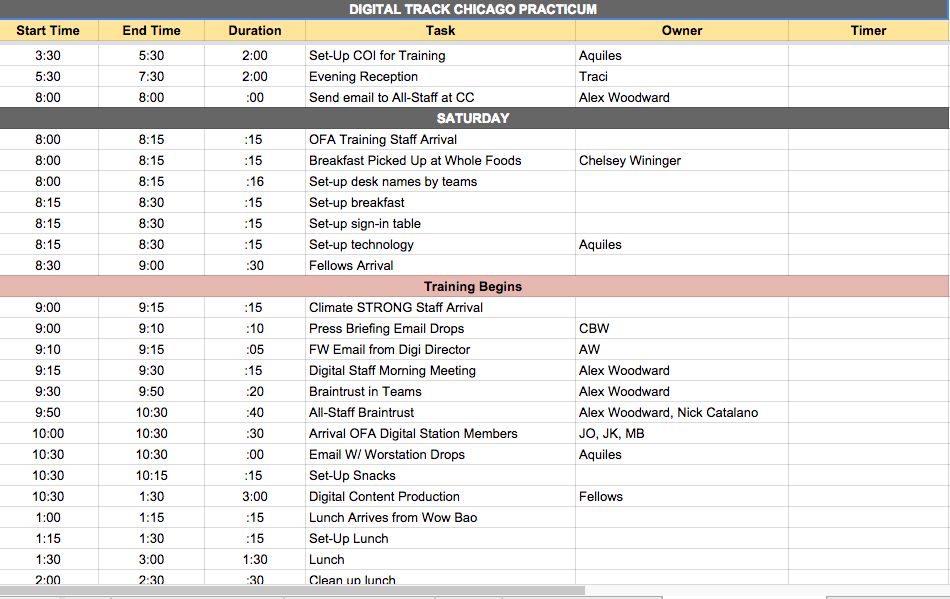 DIGITAL TRACK CHICAGO PRACTICUM
Start Time End Time Duration Task Owner Timer
3:30 5:30 2:00 Set-Up COI for Training Aquiles
5:30 7:30 2:00 Evening Reception Traci
8:00 8:00 :00 Send email to All-Staff at CC Alex Woodward
SATURDAY
8:00 8:15 :15 OFA Training Staff Arrival
8:00 8:15 :15 Breakfast Picked Up at Whole Foods Chelsey Wininger
8:00 8:15 :16 Set-up desk names by teams
8:15 8:30 :15 Set-up breakfast
8:15 8:30 :15 Set-up sign-in table
8:15 8:30 :15 Set-up technology Aquiles
8:30 9:00 :30 Fellows Arrival
Training Begins
9:00 9:15 :15 Climate STRONG Staff Arrival
9:00 9:10 :10 Press Briefing Email Drops CBW
9:10 9:15 :05 FW Email from Digi Director AW
9:15 9:30 :15 Digital Staff Morning Meeting Alex Woodward
9:30 9:50 :20 Braintrust in Teams Alex Woodward
9:50 10:30 :40 All-Staff Braintrust Alex Woodward, Nick Catalano
10:00 10:30 :30 Arrival OFA Digital Station Members JO, JK, MB
10:30 10:30 :00 Email W/ Worstation Drops Aquiles
10:30 10:15 :15 Set-Up Snacks
10:30 1:30 3:00 Digital Content Production Fellows
1:00 1:15 :15 Lunch Arrives from Wow Bao
1:15 1:30 :15 Set-Up Lunch
1:30 3:00 1:30 Lunch
2:00 2:30 :30 Clean up lunch